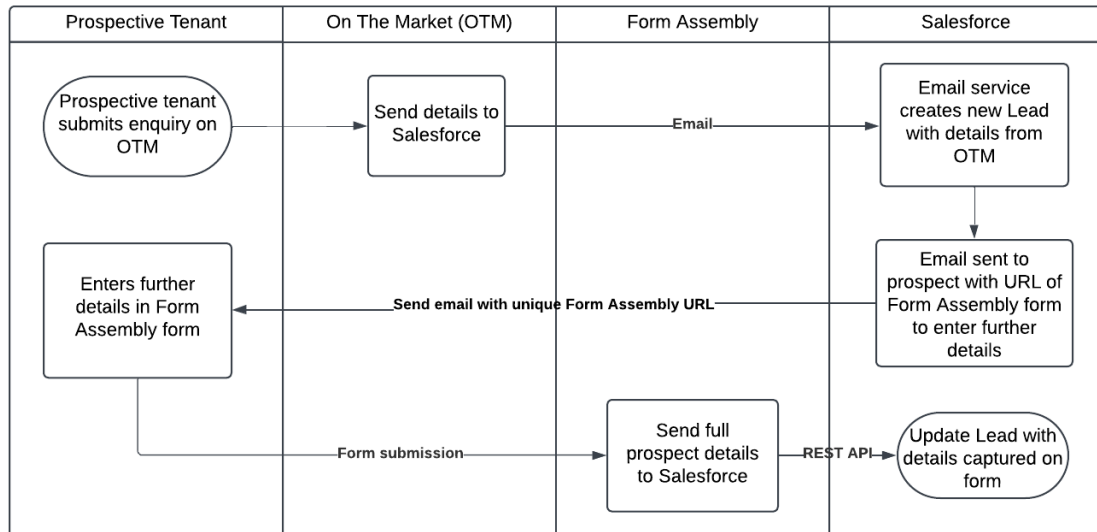 Prospective Tenant
On The Market (OTM)
Form Assembly
Salesforce
Prospective tenant
submits enquiry on
OTM
Send details to
Salesforce
Email
Email service
creates new Lead
with details from
OTM
Enters further
details in Form
Assembly form
Send email with unique Form Assembly URL
Email sent to
prospect with URL of
Form Assembly form
to enter further
details
Form submission
Send full
prospect details
to Salesforce
REST API
Update Lead with
details captured on
form